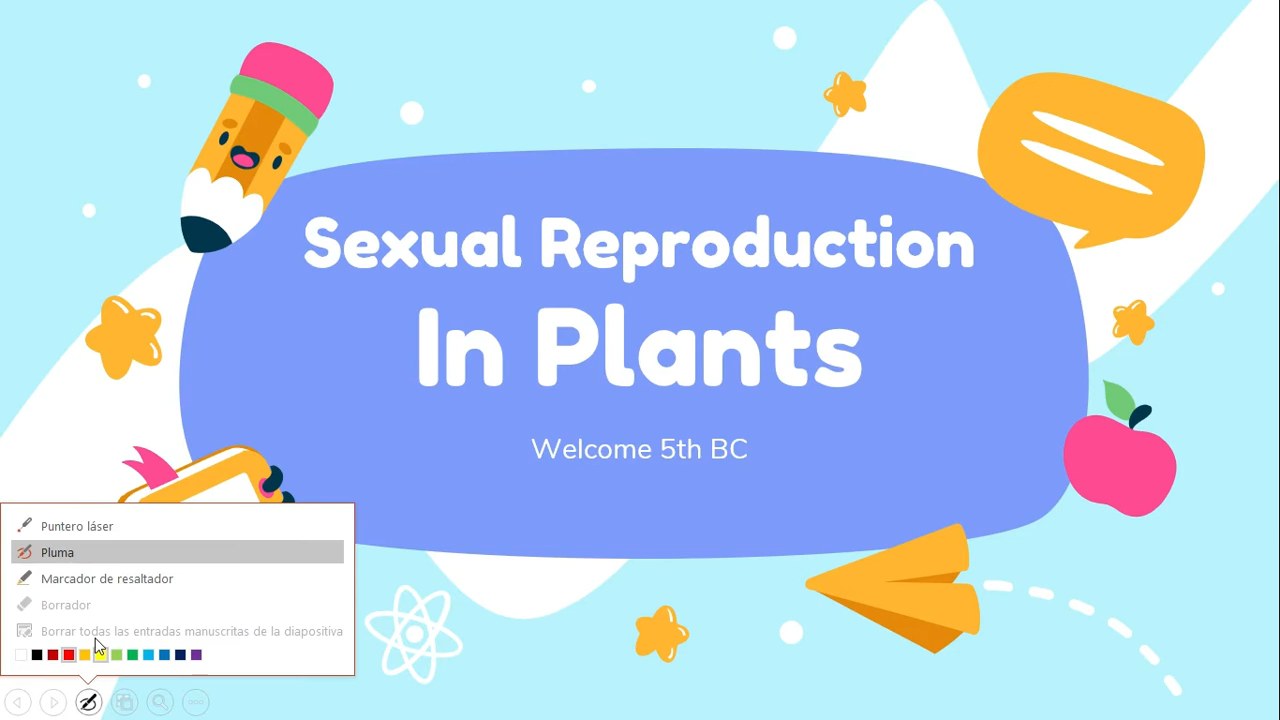 Sexual Reproduction
In Plants
Welcome 5th BC
Puntero láser
Pluma
Marcador de resaltador
Borrador
Borrar todas las entradas manuscritas de la diapositiva